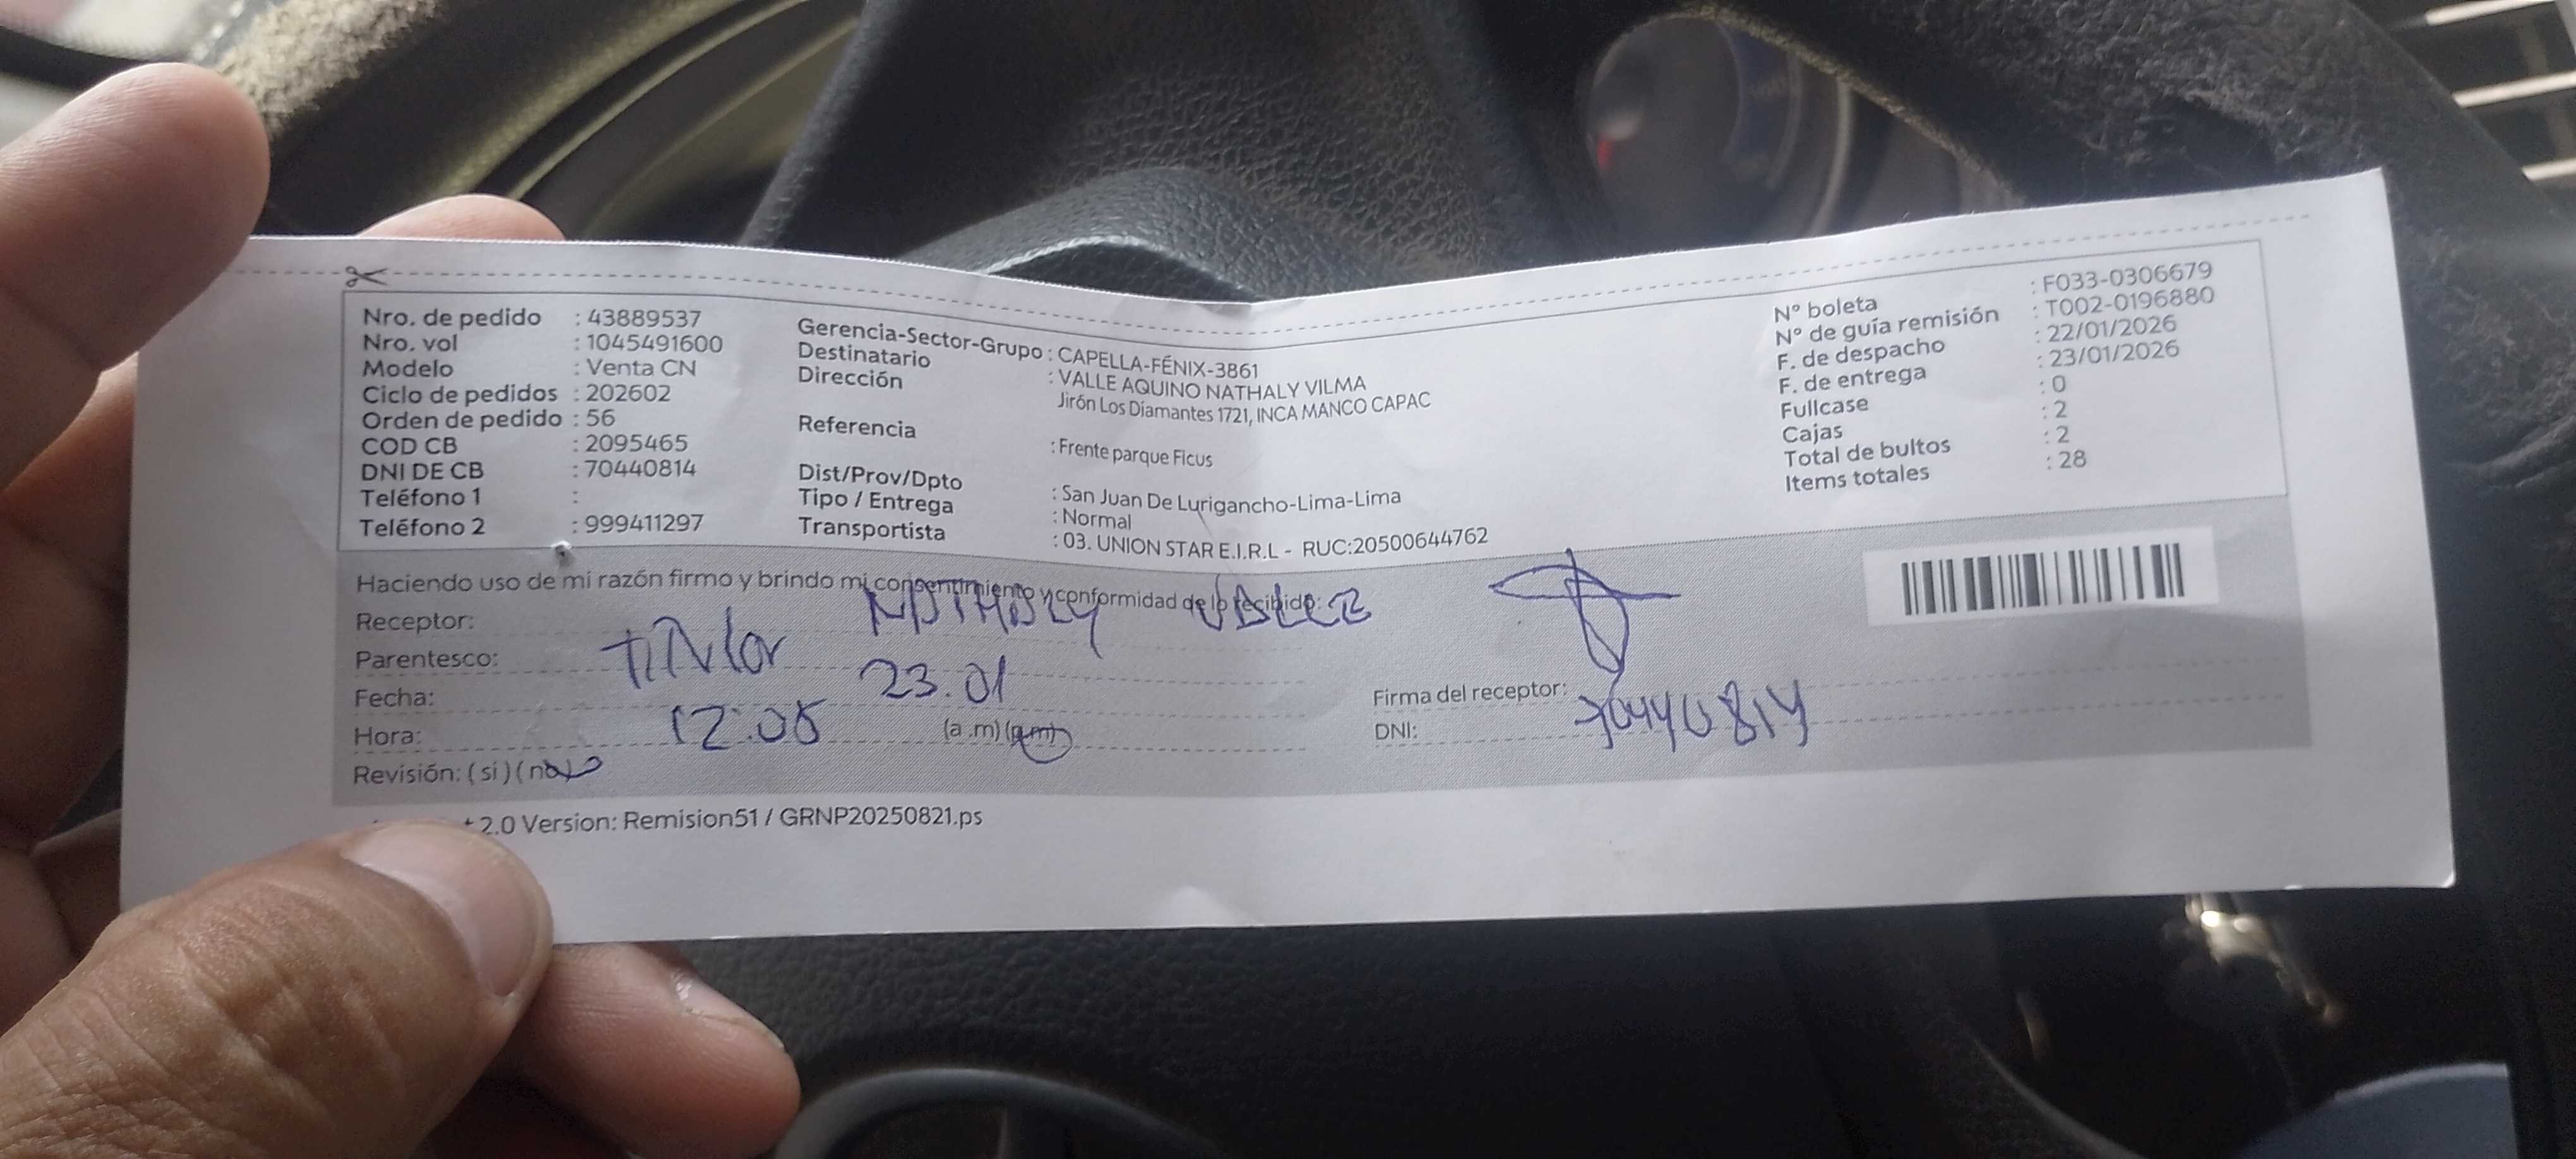 Nro. de pedido : 43889537
Nro. vol : 1045491600
Modelo : Venta CN
Ciclo de pedidos : 202602
Orden de pedido : 56
COD CB : 2095465
DNI DE CB : 70440814
Teléfono 1 :
Teléfono 2 : 999411297
Gerencia-Sector-Grupo : CAPELLA-FÉNIX-3861
Destinatario : VALLE AQUINO NATHALY VILMA
Dirección Jirón Los Diamantes 1721, INCA MANCO CAPAC
Referencia : Frente parque Ficus
Dist/Prov/Dpto : San Juan De Lurigancho-Lima-Lima
Tipo / Entrega : Normal
Transportista : 03. UNION STAR E.I.R.L - RUC:20500644762
N° boleta : F033-0306679
N° de guía remisión : T002-0196880
F. de despacho : 22/01/2026
F. de entrega : 23/01/2026
Fullcase : 0
Cajas : 2
Total de bultos : 2
Items totales : 28
Haciendo uso de mi razón firmo y brindo mi consentimiento y conformidad de lo recibido:
Receptor: NATHALY VALLE
Parentesco: Titular
Fecha: 23.01
Hora: 12:05 (a.m) (p.m)
Revisión: (si) (no)
Firma del receptor:
DNI: 70440814
2.0 Version: Remision51 / GRNP20250821.ps